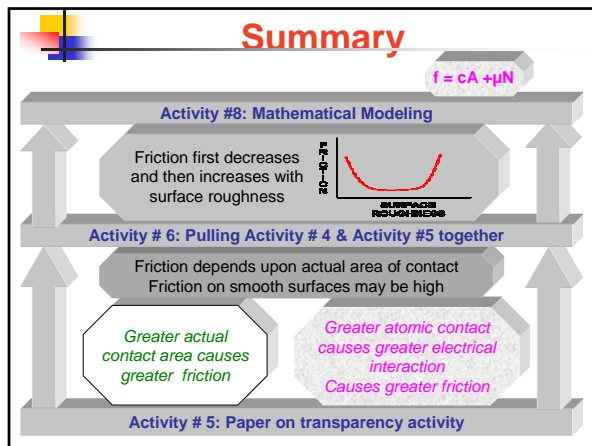 Summary
f = cA +µN
Activity #8: Mathematical Modeling
Friction first decreases
and then increases with
surface roughness
FRICTION
SURFACE
ROUGHNESS
Activity # 6: Pulling Activity # 4 & Activity #5 together
Friction depends upon actual area of contact
Friction on smooth surfaces may be high
Greater actual
contact area causes
greater friction
Greater atomic contact
causes greater electrical
interaction
Causes greater friction
Activity # 5: Paper on transparency activity